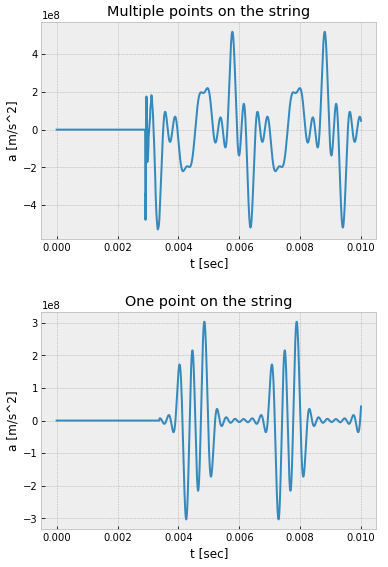 Multiple points on the string
1e8
4
2
0
−2
−4
a [m/s^2]
0.000 0.002 0.004 0.006 0.008 0.010
t [sec]
One point on the string
1e8
3
2
1
0
−1
−2
−3
a [m/s^2]
0.000 0.002 0.004 0.006 0.008 0.010
t [sec]